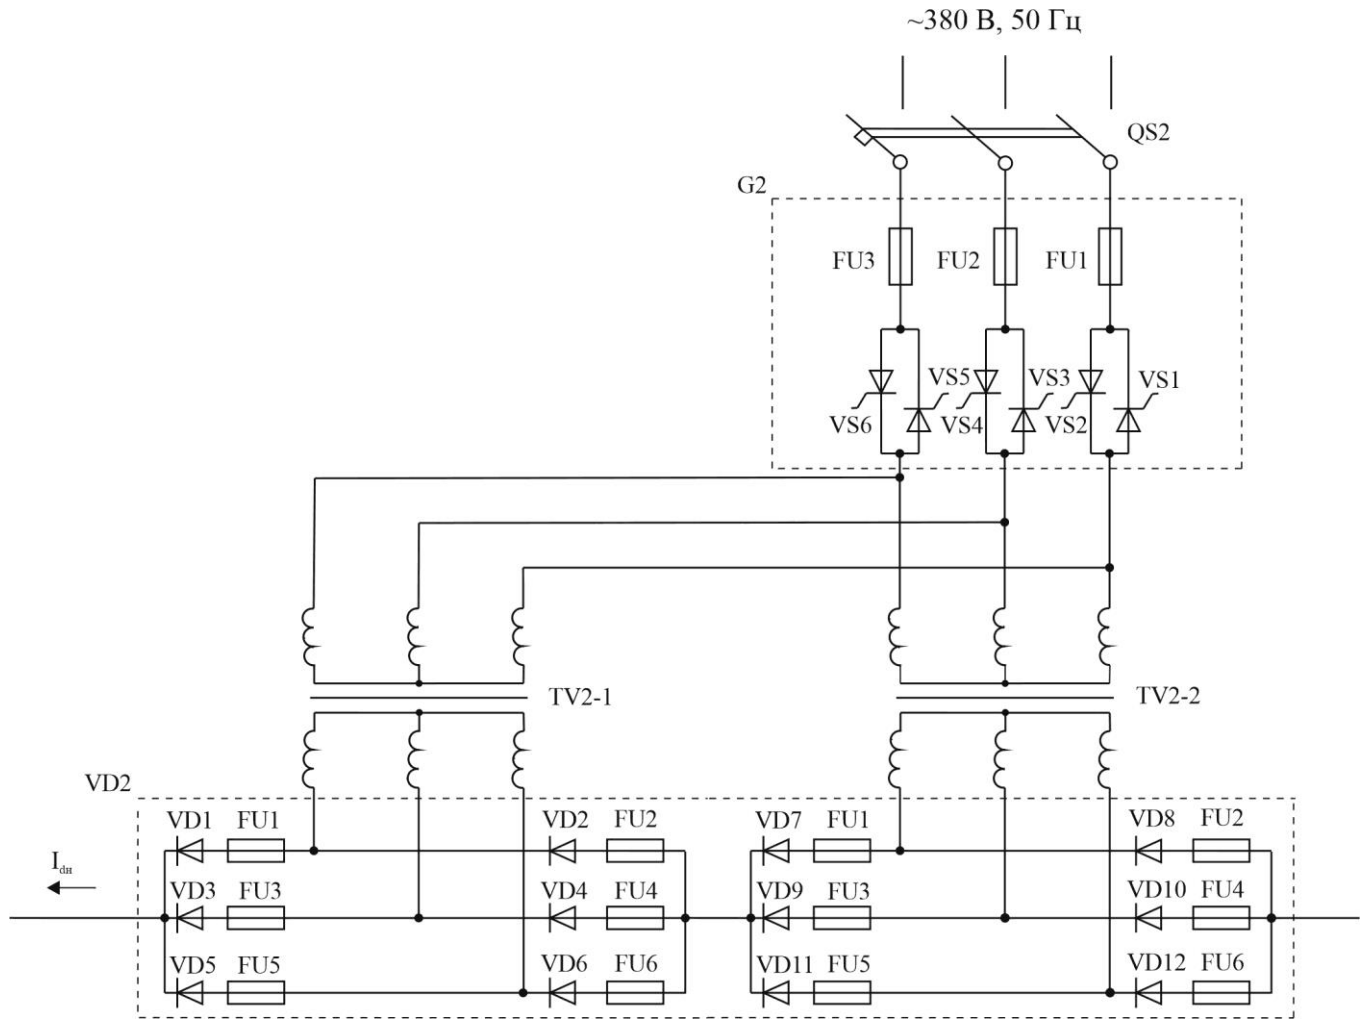 ~380 В, 50 Гц
QS2
G2
FU3 FU2 FU1
VS5 VS3 VS1
VS6 VS4 VS2
TV2-1 TV2-2
VD2
VD1 FU1 VD2 FU2 VD7 FU1 VD8 FU2
Idн
VD3 FU3 VD4 FU4 VD9 FU3 VD10 FU4
VD5 FU5 VD6 FU6 VD11 FU5 VD12 FU6